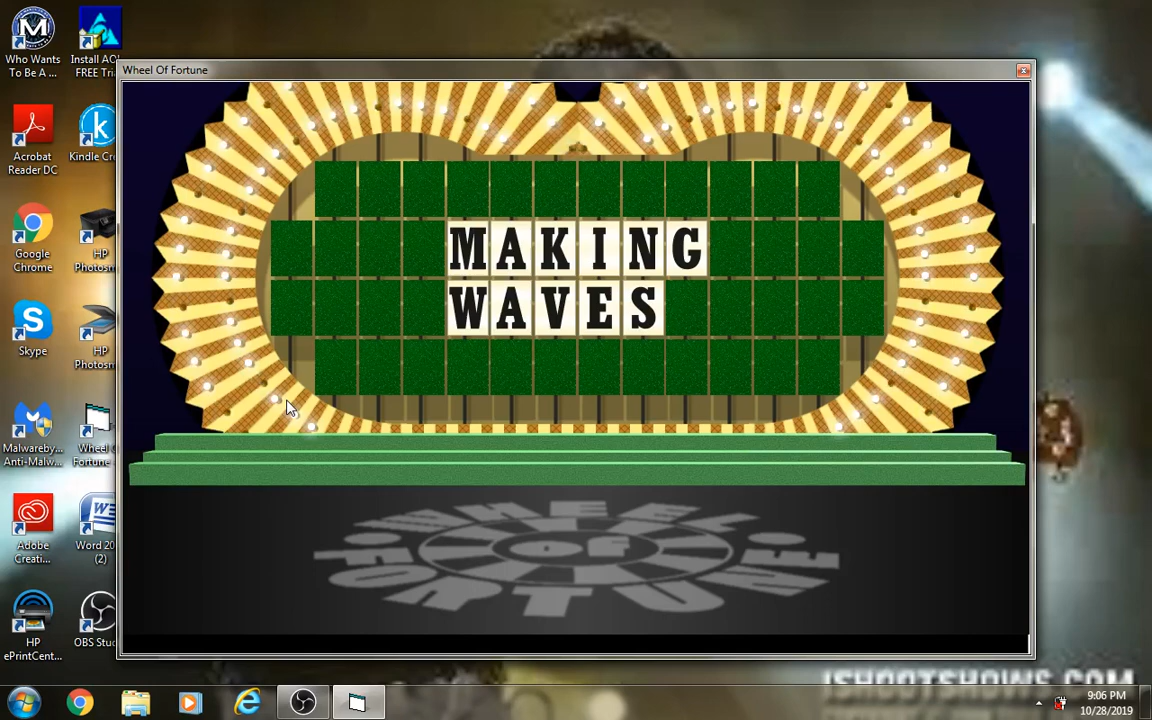 Who Wants
To Be A ...
Install AO
FREE Tri
Acrobat
Reader DC
Kindle Cre
Google
Chrome
HP
Photosm
Skype
HP
Photosm
Malwareby...
Anti-Malw...
Wheel O
Fortune
Adobe
Creati...
Word 20
(2)
HP
ePrintCent...
OBS Stud
Wheel Of Fortune
MAKING
WAVES
WHEEL
OF
FORTUNE
ISHOOTSHOWS.COM
9:06 PM
10/28/2019